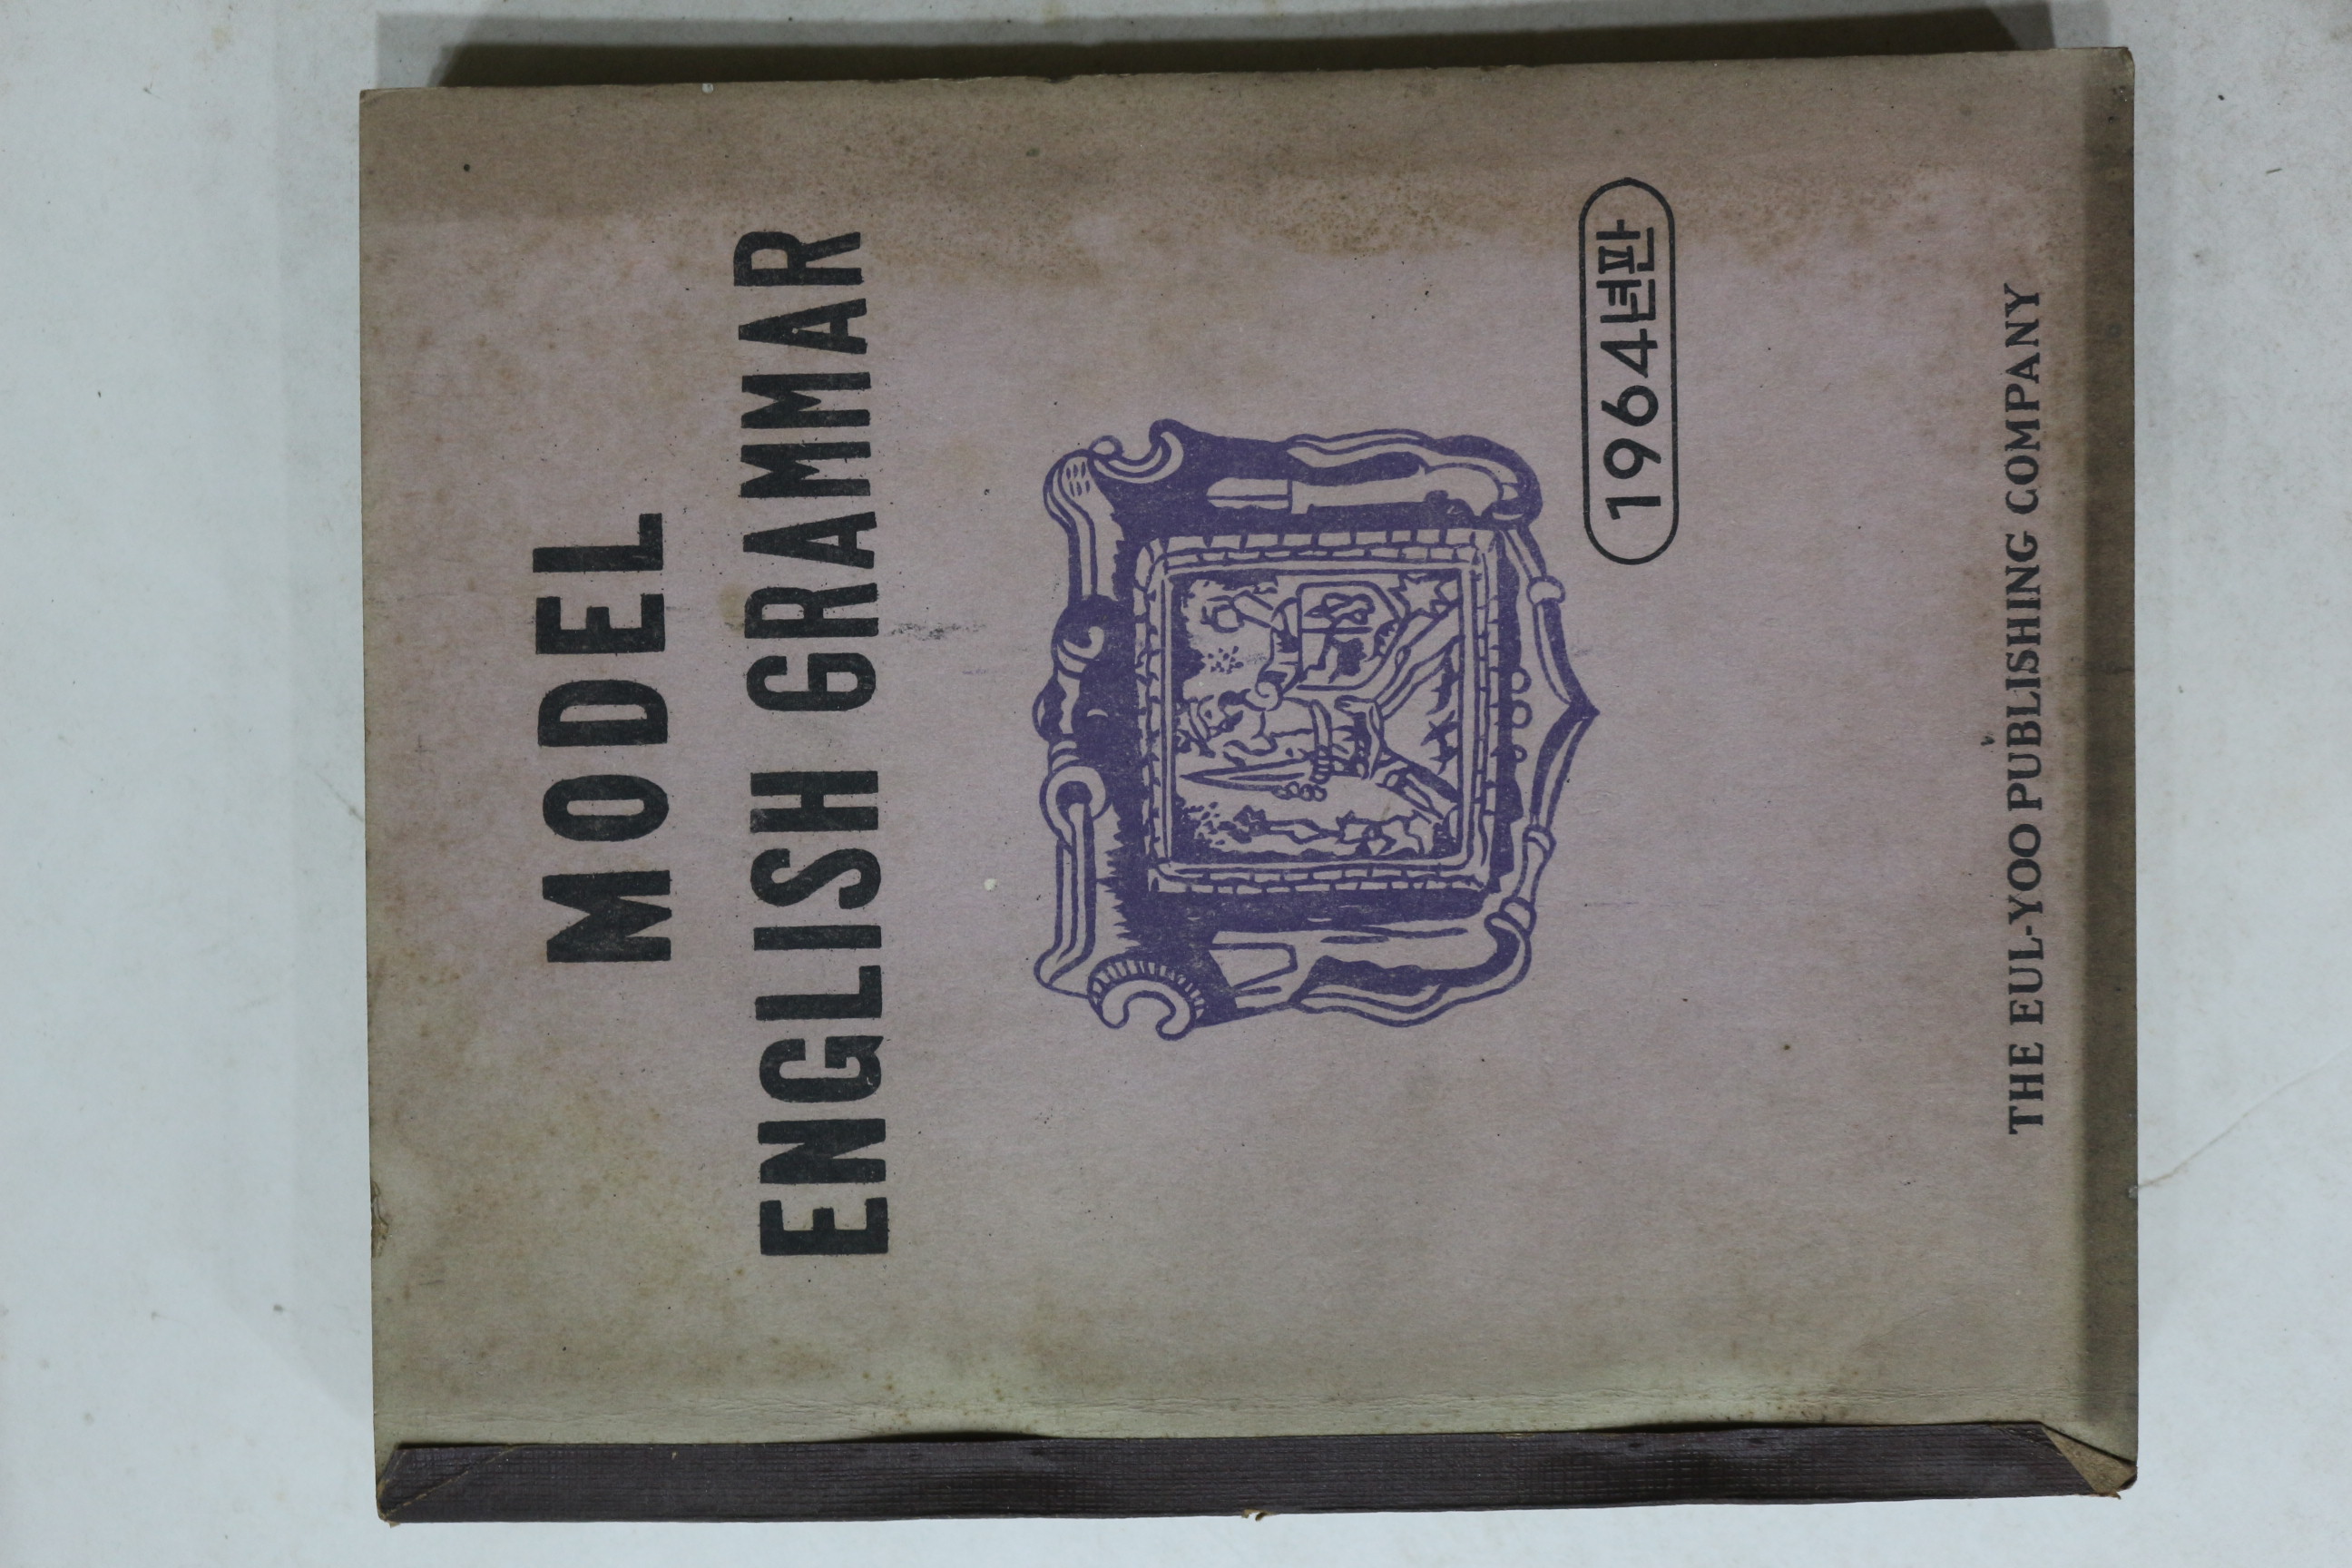 MODEL
ENGLISH GRAMMAR
1964년판
THE EUL-YOO PUBLISHING COMPANY